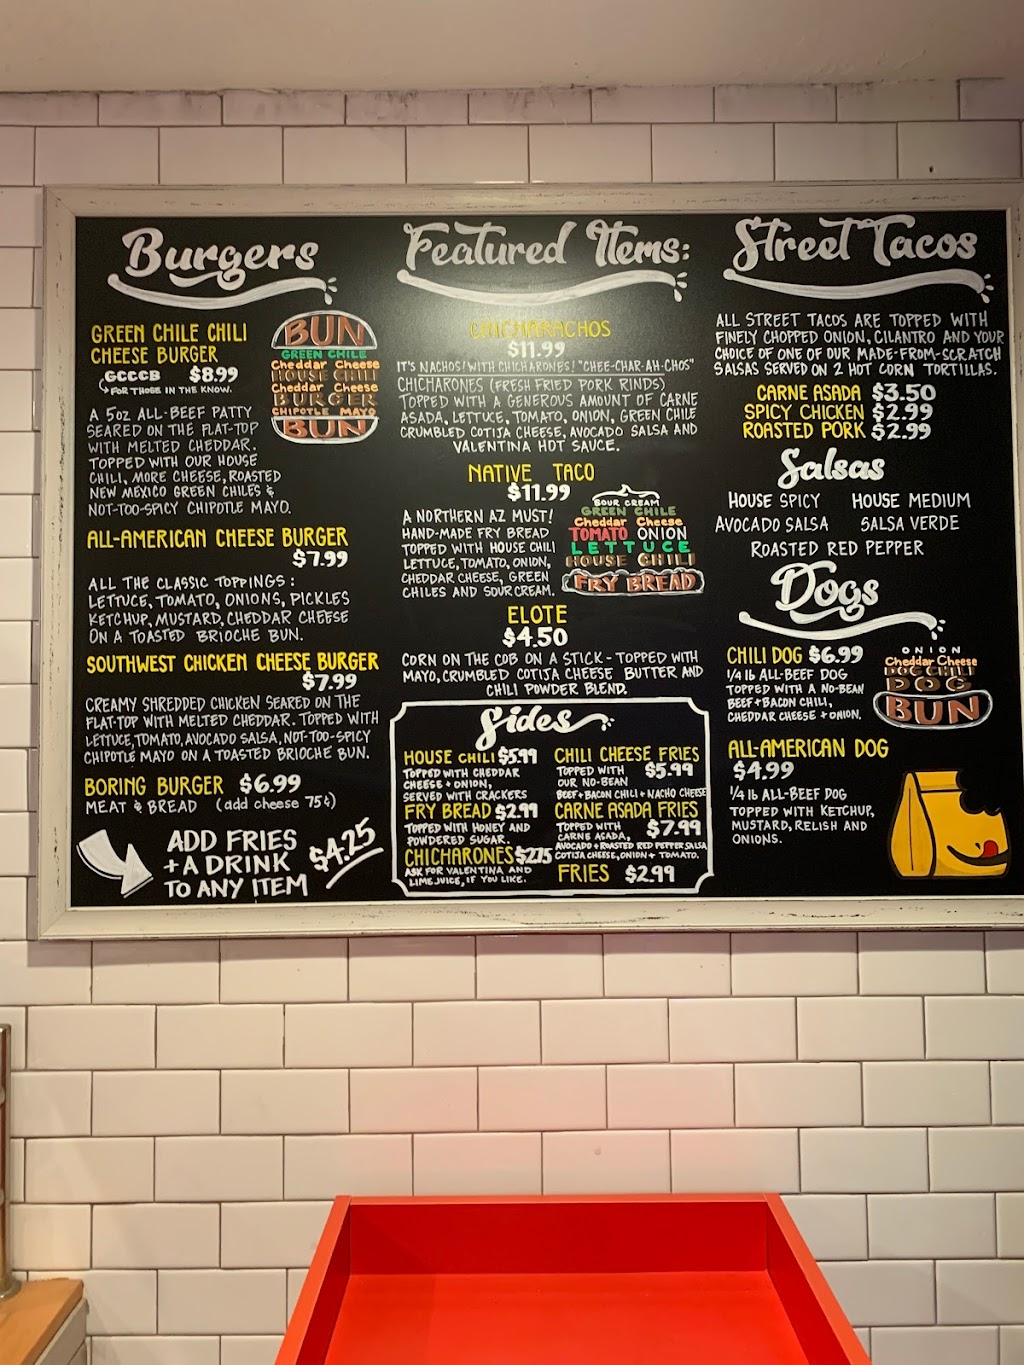 Burgers
GREEN CHILE CHILI
CHEESE BURGER
GCCCB $8.99
FOR THOSE IN THE KNOW.
A 5oz ALL-BEEF PATTY
SEARED ON THE FLAT-TOP
WITH MELTED CHEDDAR.
TOPPED WITH OUR HOUSE
CHILI, MORE CHEESE, ROASTED
NEW MEXICO GREEN CHILES &
NOT-TOO-SPICY CHIPOTLE MAYO.
BUN
GREEN CHILE
Cheddar Cheese
HOUSE CHILI
Cheddar Cheese
BURGER
CHIPOTLE MAYO
BUN
ALL-AMERICAN CHEESE BURGER
$7.99
ALL THE CLASSIC TOPPINGS:
LETTUCE, TOMATO, ONIONS, PICKLES
KETCHUP, MUSTARD, CHEDDAR CHEESE
ON A TOASTED BRIOCHE BUN.
SOUTHWEST CHICKEN CHEESE BURGER
$7.99
CREAMY SHREDDED CHICKEN SEARED ON THE
FLAT-TOP WITH MELTED CHEDDAR. TOPPED WITH
LETTUCE, TOMATO, AVOCADO SALSA, NOT-TOO-SPICY
CHIPOTLE MAYO ON A TOASTED BRIOCHE BUN.
BORING BURGER $6.99
MEAT & BREAD (add cheese 75¢)
ADD FRIES
+ A DRINK
TO ANY ITEM
$4.25
Featured Items:
CHICHARRACHOS
$11.99
IT'S NACHOS! WITH CHICHARONES! "CHEE-CHAR-AH-CHOS"
CHICHARONES (FRESH FRIED PORK RINDS)
TOPPED WITH A GENEROUS AMOUNT OF CARNE
ASADA, LETTUCE, TOMATO, ONION, GREEN CHILE
CRUMBLED COTIJA CHEESE, AVOCADO SALSA AND
VALENTINA HOT SAUCE.
NATIVE TACO
$11.99
A NORTHERN AZ MUST!
HAND-MADE FRY BREAD
TOPPED WITH HOUSE CHILI
LETTUCE, TOMATO, ONION,
CHEDDAR CHEESE, GREEN
CHILES AND SOUR CREAM.
SOUR CREAM
GREEN CHILE
Cheddar Cheese
TOMATO ONION
LETTUCE
HOUSE CHILI
FRY BREAD
ELOTE
$4.50
CORN ON THE COB ON A STICK - TOPPED WITH
MAYO, CRUMBLED COTIJA CHEESE BUTTER AND
CHILI POWDER BLEND.
Sides
HOUSE CHILI $5.99
TOPPED WITH CHEDDAR
CHEESE + ONION,
SERVED WITH CRACKERS
FRY BREAD $2.99
TOPPED WITH HONEY AND
POWDERED SUGAR.
CHICHARONES $2.75
ASK FOR VALENTINA AND
LIME JUICE, IF YOU LIKE.
CHILI CHEESE FRIES
TOPPED WITH $5.99
OUR NO-BEAN
BEEF + BACON CHILI + NACHO CHEESE
CARNE ASADA FRIES
TOPPED WITH $7.99
CARNE ASADA,
AVOCADO + ROASTED RED PEPPER SALSA
COTIJA CHEESE, ONION + TOMATO.
FRIES $2.99
Street Tacos
ALL STREET TACOS ARE TOPPED WITH
FINELY CHOPPED ONION, CILANTRO AND YOUR
CHOICE OF ONE OF OUR MADE-FROM-SCRATCH
SALSAS SERVED ON 2 HOT CORN TORTILLAS.
CARNE ASADA $3.50
SPICY CHICKEN $2.99
ROASTED PORK $2.99
Salsas
HOUSE SPICY HOUSE MEDIUM
AVOCADO SALSA SALSA VERDE
ROASTED RED PEPPER
Dogs
CHILI DOG $6.99
1/4 lb ALL-BEEF DOG
TOPPED WITH A NO-BEAN
BEEF + BACON CHILI,
CHEDDAR CHEESE + ONION.
ONION
Cheddar Cheese
DOG CHILI
DOG
BUN
ALL-AMERICAN DOG
$4.99
1/4 lb ALL-BEEF DOG
TOPPED WITH KETCHUP,
MUSTARD, RELISH AND
ONIONS.